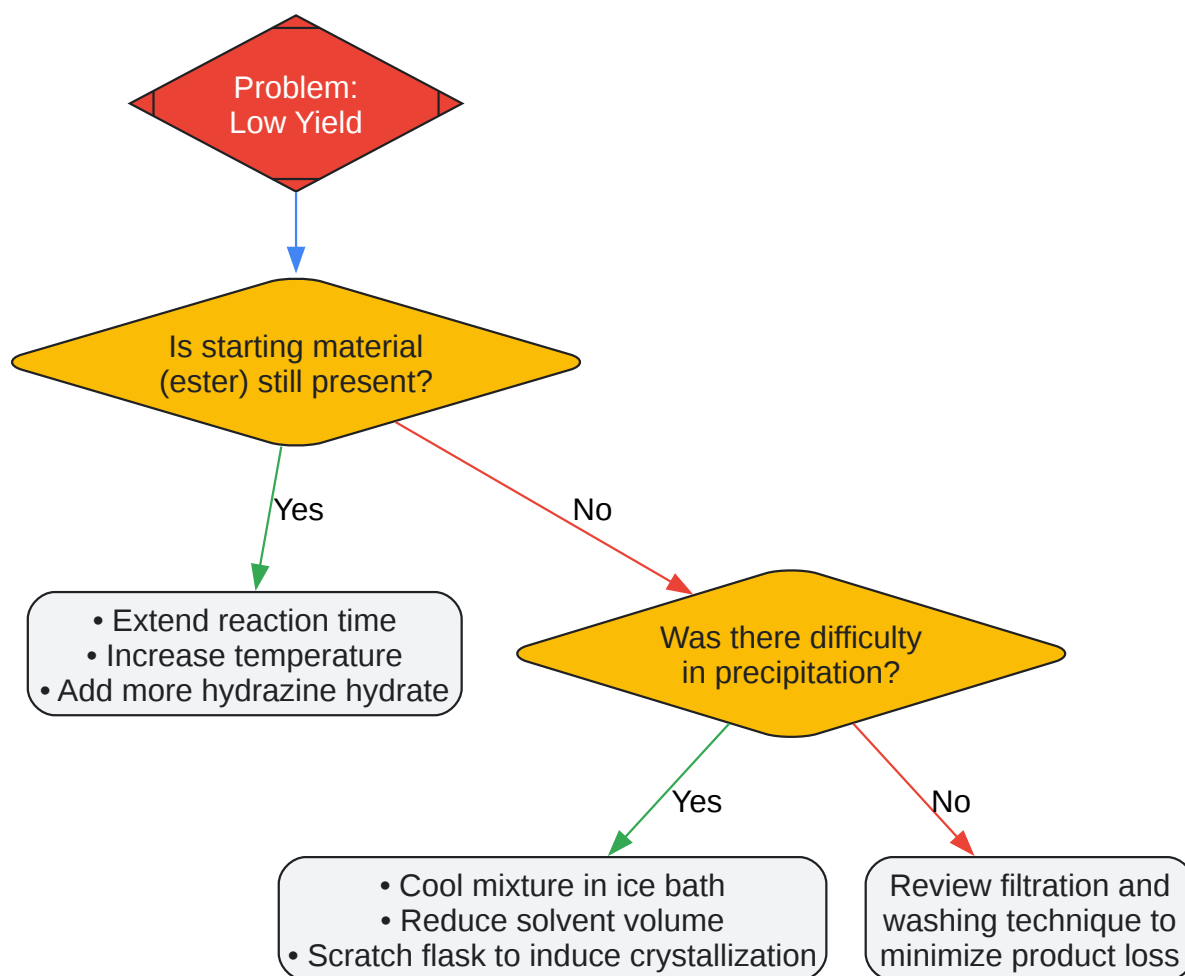 Problem:
Low Yield
Is starting material
(ester) still present?
Yes
No
• Extend reaction time
• Increase temperature
• Add more hydrazine hydrate
Was there difficulty
in precipitation?
Yes
No
• Cool mixture in ice bath
• Reduce solvent volume
• Scratch flask to induce crystallization
Review filtration and
washing technique to
minimize product loss